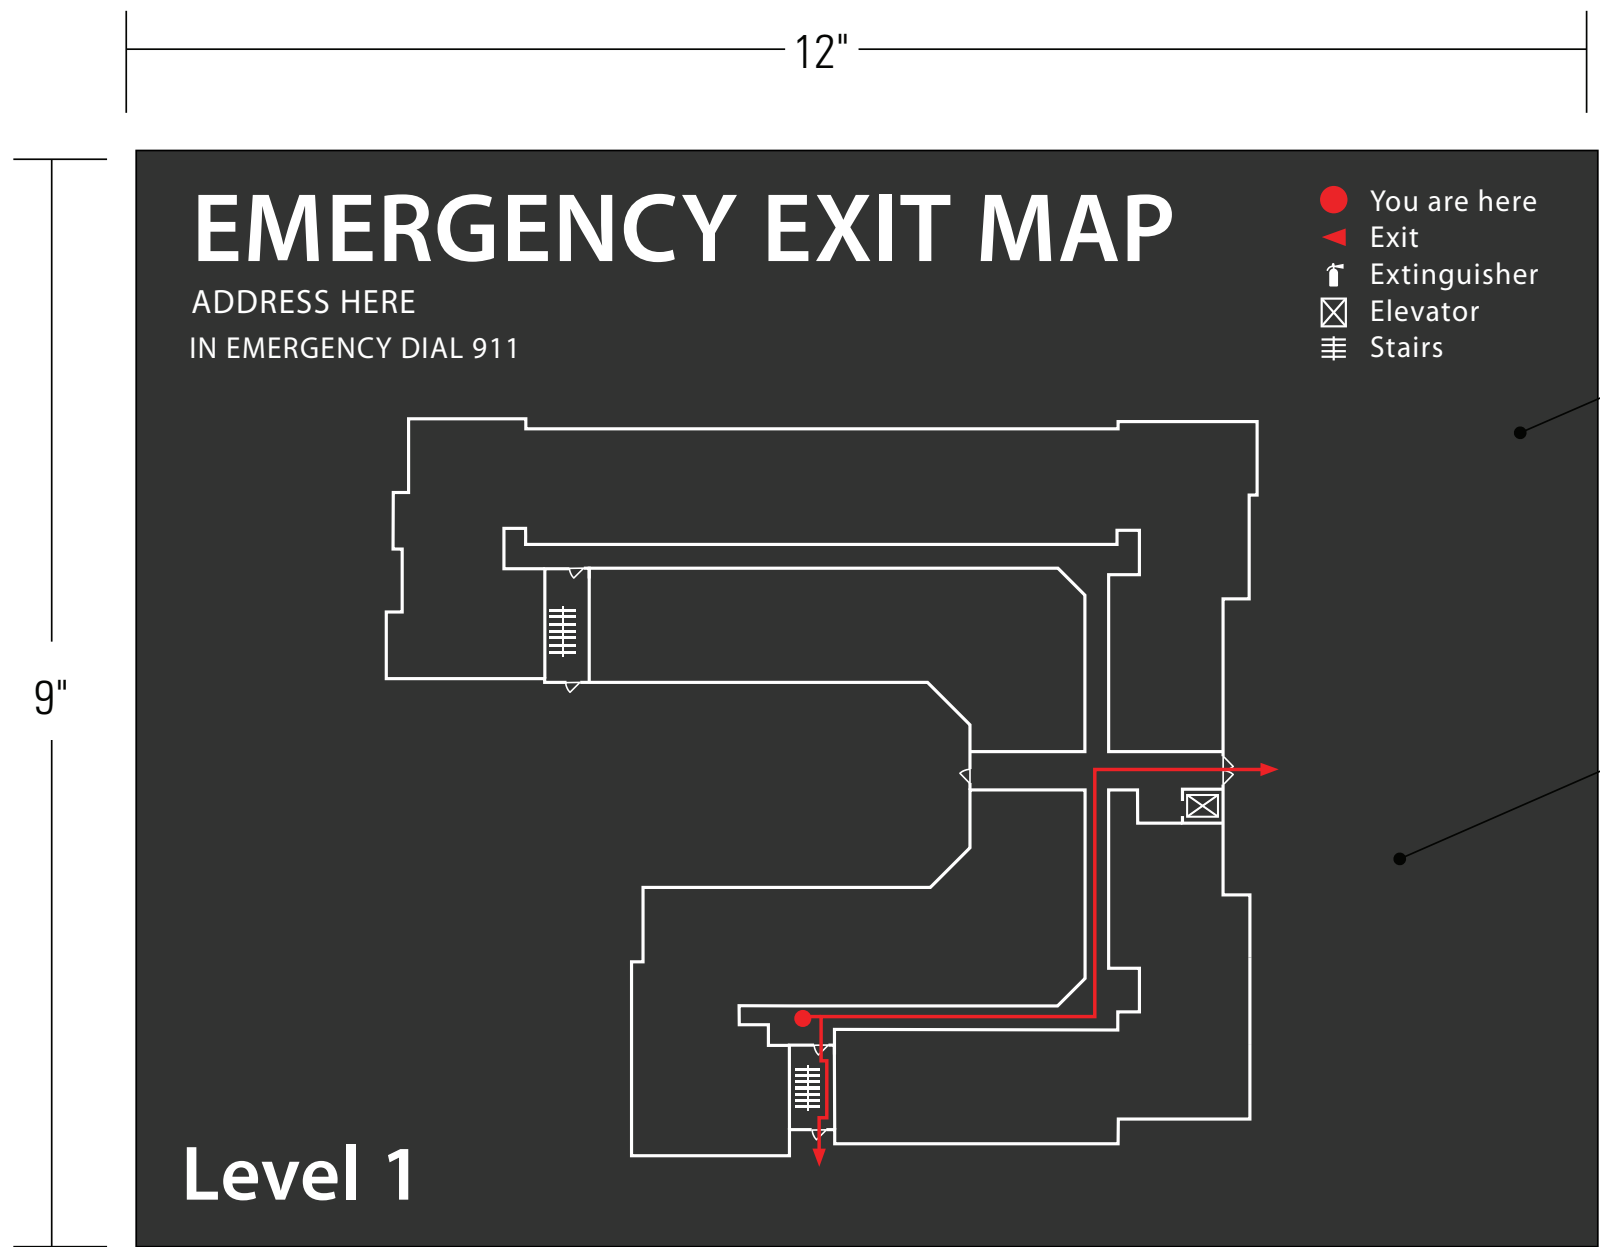 12"
9"
EMERGENCY EXIT MAP
ADDRESS HERE
IN EMERGENCY DIAL 911
You are here
Exit
Extinguisher
Elevator
Stairs
Level 1